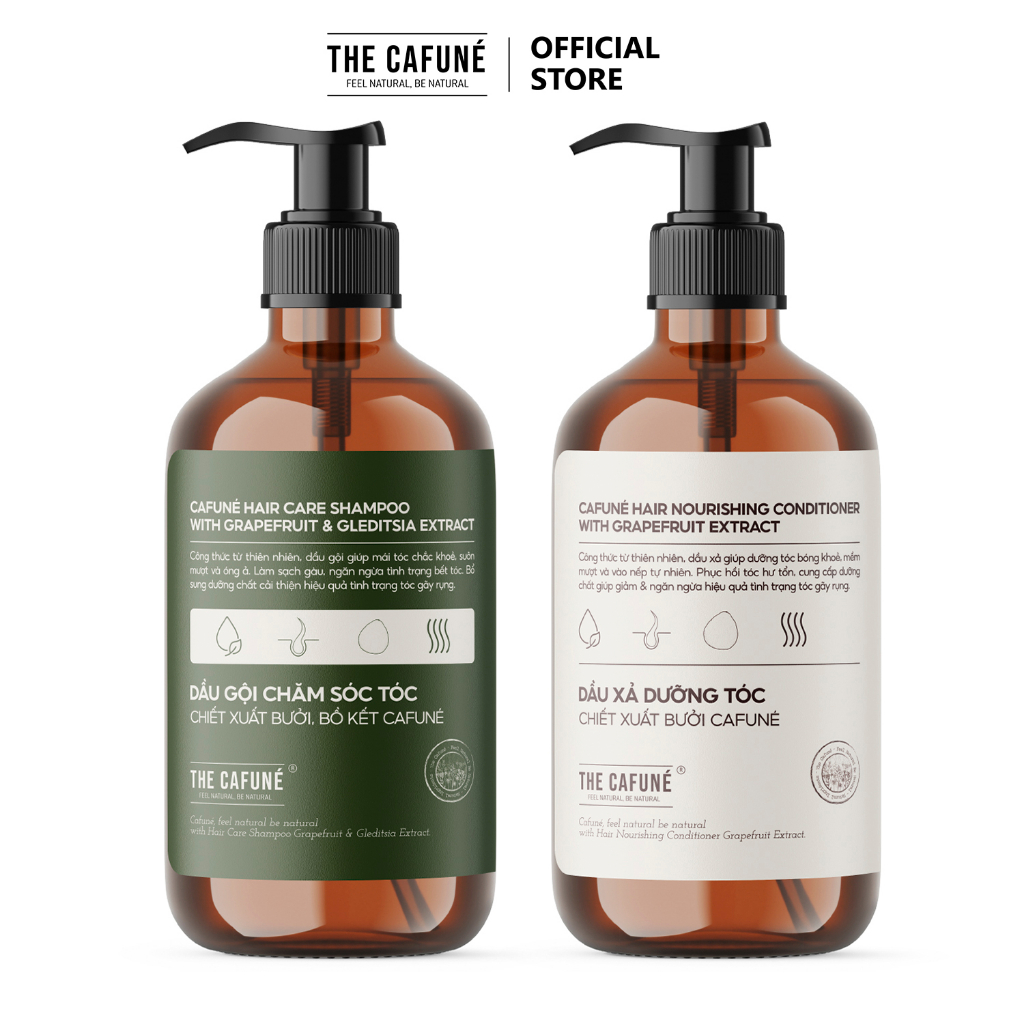 THE CAFUNÉ
FEEL NATURAL, BE NATURAL
OFFICIAL
STORE
CAFUNÉ HAIR CARE SHAMPOO
WITH GRAPEFRUIT & GLEDITSIA EXTRACT
Công thức từ thiên nhiên, dầu gội giúp mái tóc chắc khoẻ, suôn
mượt và óng ả. Làm sạch gàu, ngăn ngừa tình trạng bết tóc. Bổ
sung dưỡng chất cải thiện hiệu quả tình trạng tóc gãy rụng.
DẦU GỘI CHĂM SÓC TÓC
CHIẾT XUẤT BƯỞI, BỒ KẾT CAFUNÉ
THE CAFUNÉ ®
FEEL NATURAL, BE NATURAL
Cafuné, feel natural be natural
with Hair Care Shampoo Grapefruit & Gleditsia Extract.
CAFUNÉ HAIR NOURISHING CONDITIONER
WITH GRAPEFRUIT EXTRACT
Công thức từ thiên nhiên, dầu xả giúp dưỡng tóc bóng khoẻ, mềm
mượt và vào nếp tự nhiên. Phục hồi tóc hư tổn, cung cấp dưỡng
chất giúp giảm & ngăn ngừa hiệu quả tình trạng tóc gãy rụng.
DẦU XẢ DƯỠNG TÓC
CHIẾT XUẤT BƯỞI CAFUNÉ
THE CAFUNÉ ®
FEEL NATURAL, BE NATURAL
Cafuné, feel natural be natural
with Hair Nourishing Conditioner Grapefruit Extract.